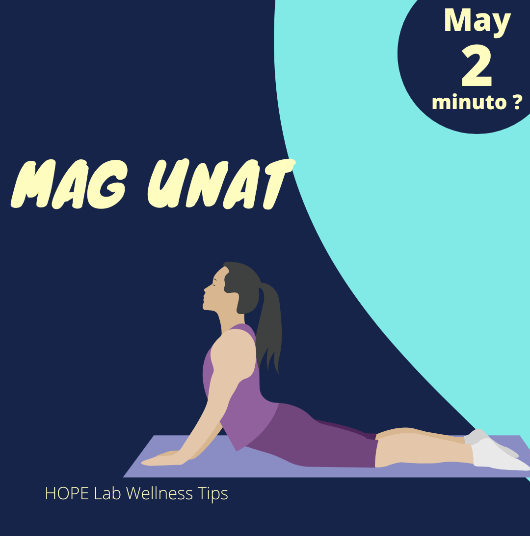 May
2
minuto ?
MAG UNAT
HOPE Lab Wellness Tips